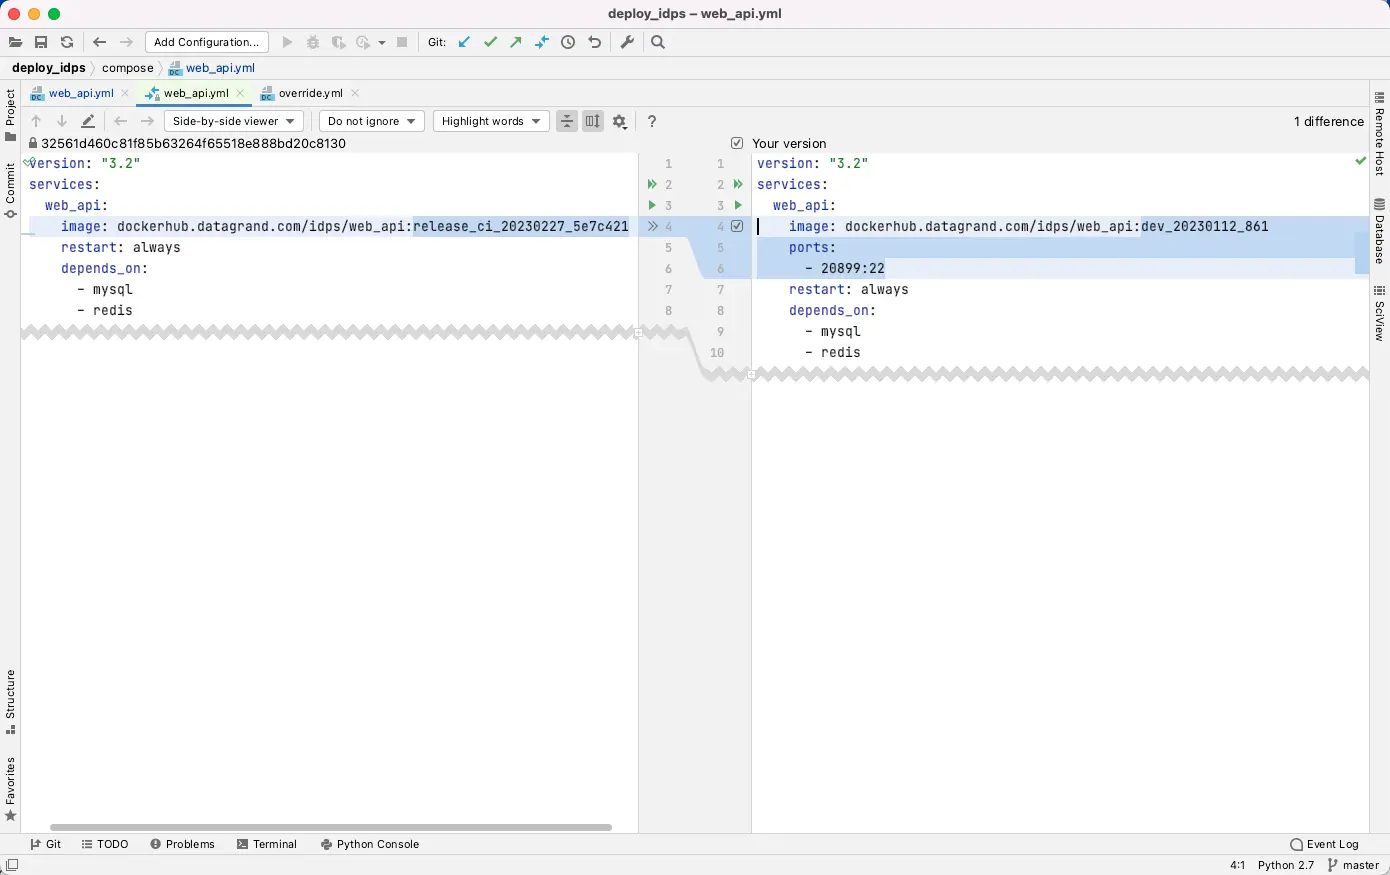 deploy_idps – web_api.yml
Add Configuration...
Git:
deploy_idps
compose
web_api.yml
web_api.yml
web_api.yml
override.yml
Side-by-side viewer
Do not ignore
Highlight words
?
1 difference
32561d460c81f85b63264f65518e888bd20c8130
Your version
version: "3.2"
services:
web_api:
image: dockerhub.datagrand.com/idps/web_api:release_ci_20230227_5e7c421
restart: always
depends_on:
- mysql
- redis
1
2
3
4
5
6
7
8
1
2
3
4
5
6
7
8
9
10
version: "3.2"
services:
web_api:
image: dockerhub.datagrand.com/idps/web_api:dev_20230112_861
ports:
- 20899:22
restart: always
depends_on:
- mysql
- redis
Project
Commit
Structure
Favorites
Remote Host
Database
SciView
Git
TODO
Problems
Terminal
Python Console
Event Log
4:1
Python 2.7
master